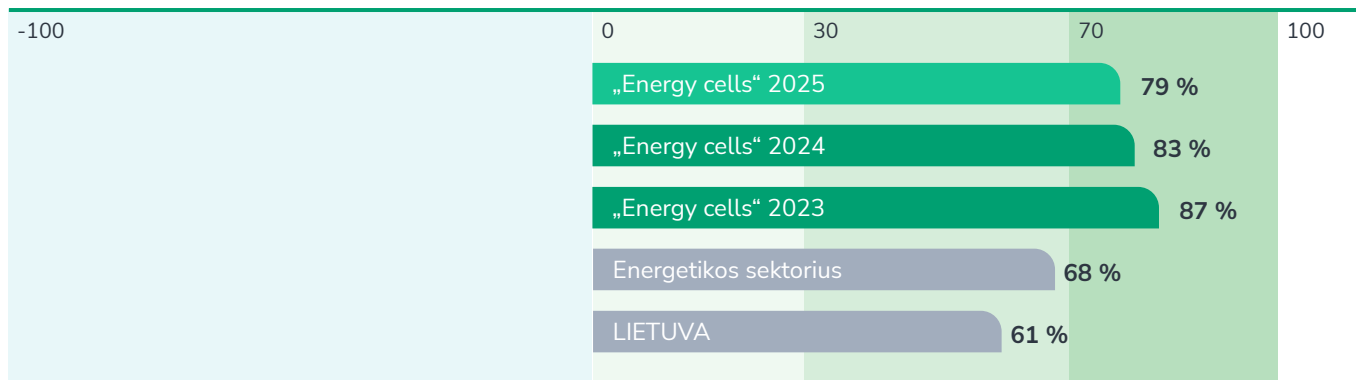 -100 0 30 70 100
„Energy cells“ 2025 79 %
„Energy cells“ 2024 83 %
„Energy cells“ 2023 87 %
Energetikos sektorius 68 %
LIETUVA 61 %